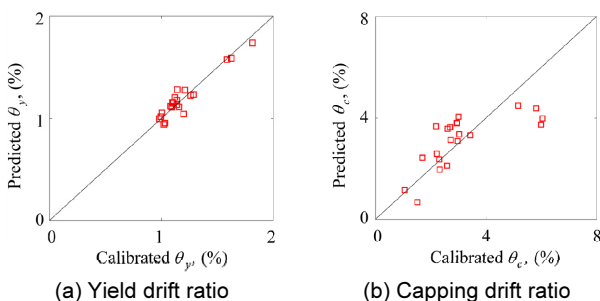 2
1
0
0
1
2
Predicted θy, (%)
Calibrated θy, (%)
(a) Yield drift ratio
8
4
0
0
4
8
Predicted θc, (%)
Calibrated θc, (%)
(b) Capping drift ratio